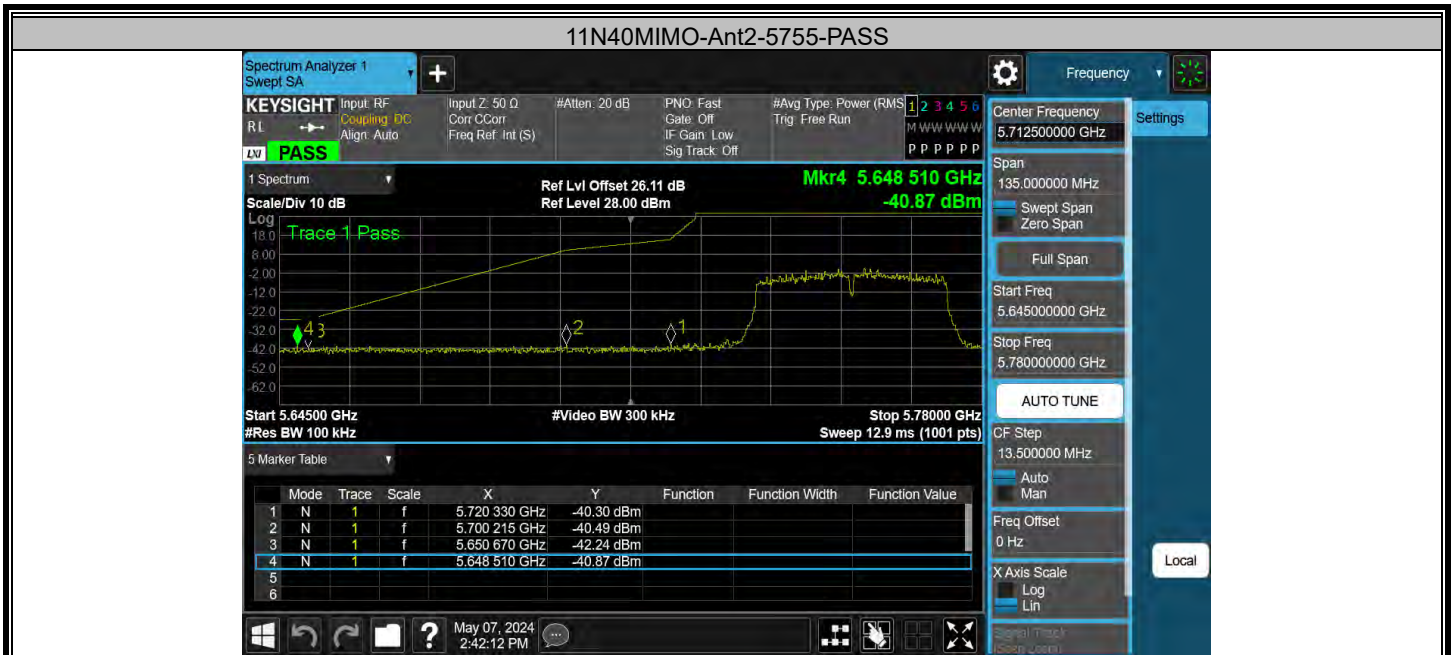 11N40MIMO-Ant2-5755-PASS
Spectrum Analyzer 1
Swept SA
+
Frequency
KEYSIGHT
RL
LXI
PASS
Input: RF
Coupling: DC
Align: Auto
Input Z: 50 Ω
Corr CCorr
Freq Ref: Int (S)
#Atten: 20 dB
PNO: Fast
Gate: Off
IF Gain: Low
Sig Track: Off
#Avg Type: Power (RMS
Trig: Free Run
1 2 3 4 5 6
M W W W W W
P P P P P P
1 Spectrum
Scale/Div 10 dB
Ref Lvl Offset 26.11 dB
Ref Level 28.00 dBm
Mkr4 5.648 510 GHz
-40.87 dBm
Log
Trace 1 Pass
18.0
8.00
-2.00
-12.0
-22.0
-32.0
-42.0
-52.0
-62.0
4
3
2
1
Start 5.64500 GHz
#Res BW 100 kHz
#Video BW 300 kHz
Stop 5.78000 GHz
Sweep 12.9 ms (1001 pts)
5 Marker Table
Mode Trace Scale X Y Function Function Width Function Value
1 N 1 f 5.720 330 GHz -40.30 dBm
2 N 1 f 5.700 215 GHz -40.49 dBm
3 N 1 f 5.650 670 GHz -42.24 dBm
4 N 1 f 5.648 510 GHz -40.87 dBm
5
6
?
May 07, 2024
2:42:12 PM
Center Frequency
5.712500000 GHz
Settings
Span
135.000000 MHz
Swept Span
Zero Span
Full Span
Start Freq
5.645000000 GHz
Stop Freq
5.780000000 GHz
AUTO TUNE
CF Step
13.500000 MHz
Auto
Man
Freq Offset
0 Hz
X Axis Scale
Log
Lin
Signal Track
(Span Zoom)
Local